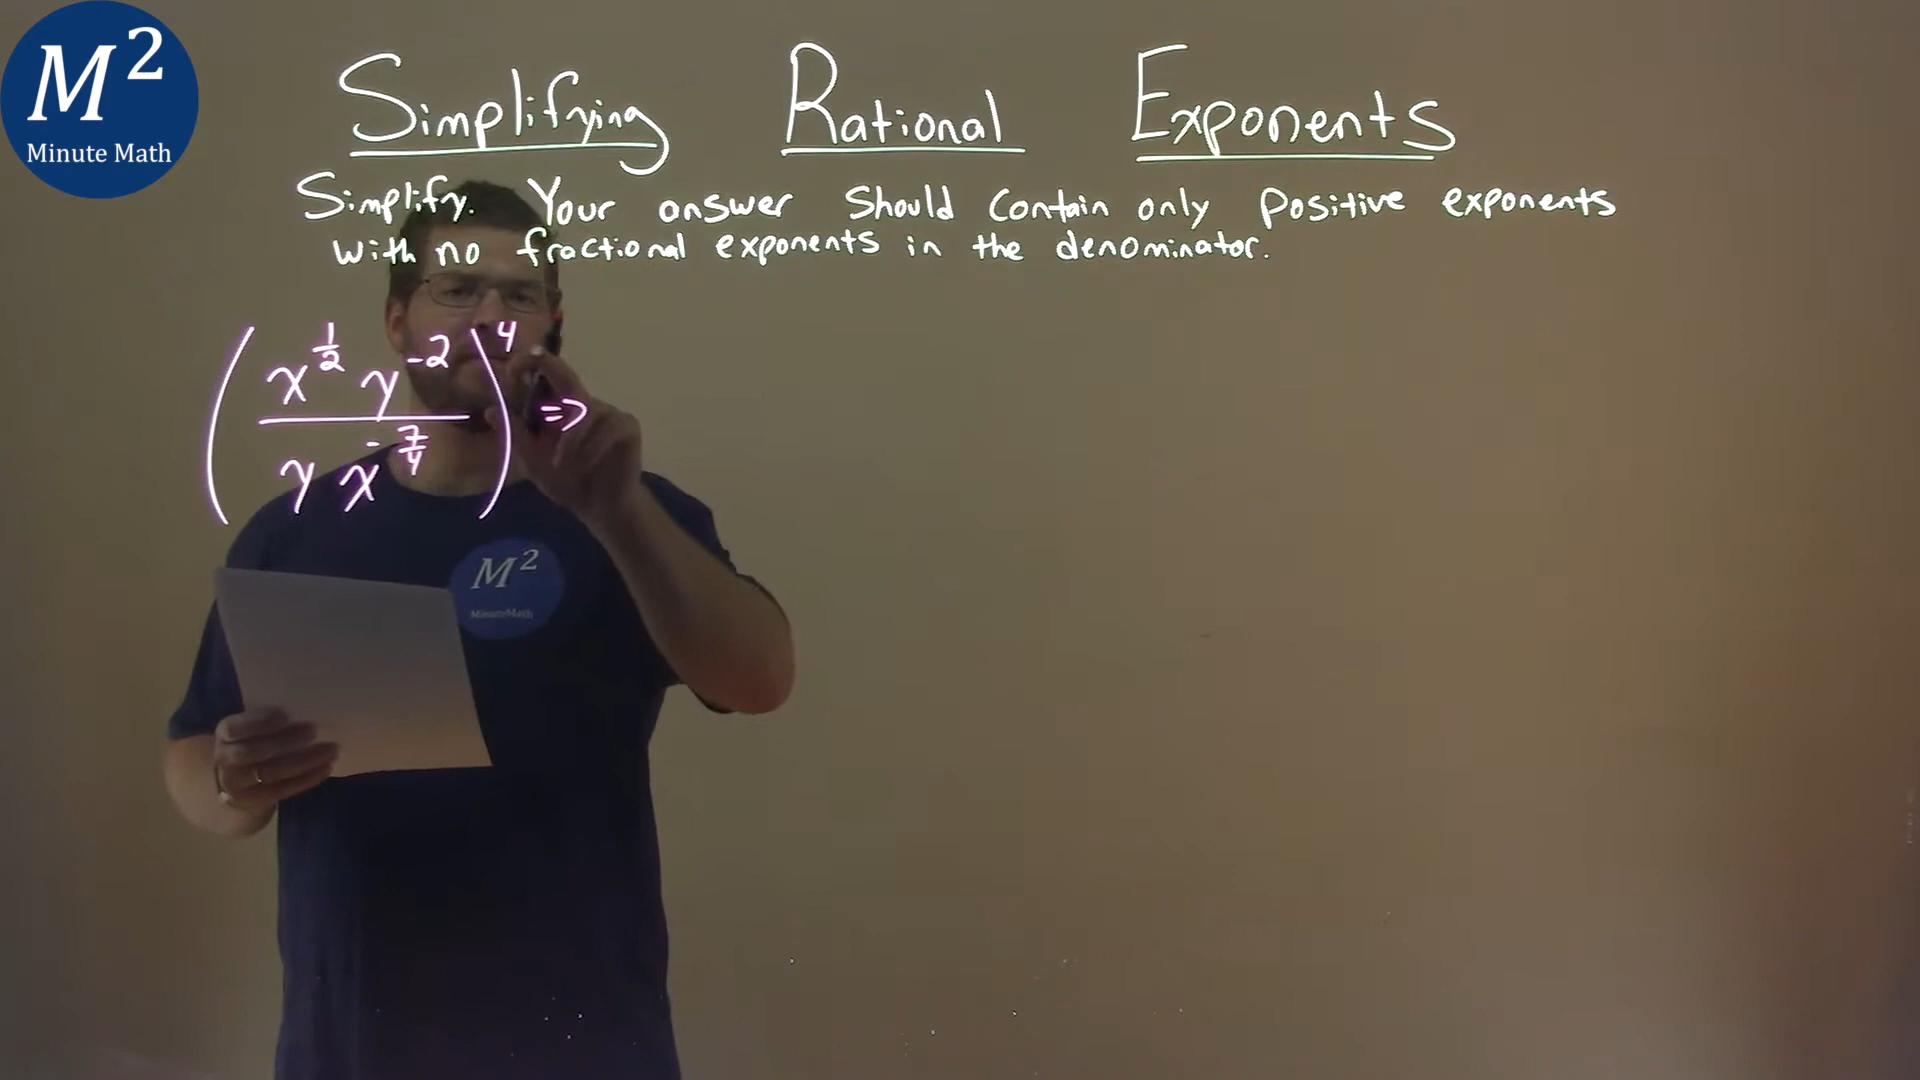 M²
Minute Math
Simplifying Rational Exponents
Simplify. Your answer should contain only positive exponents
with no fractional exponents in the denominator.
(x^(1/2) y^(-2) / y x^(-7/4))^4 =>
M²
MinuteMath